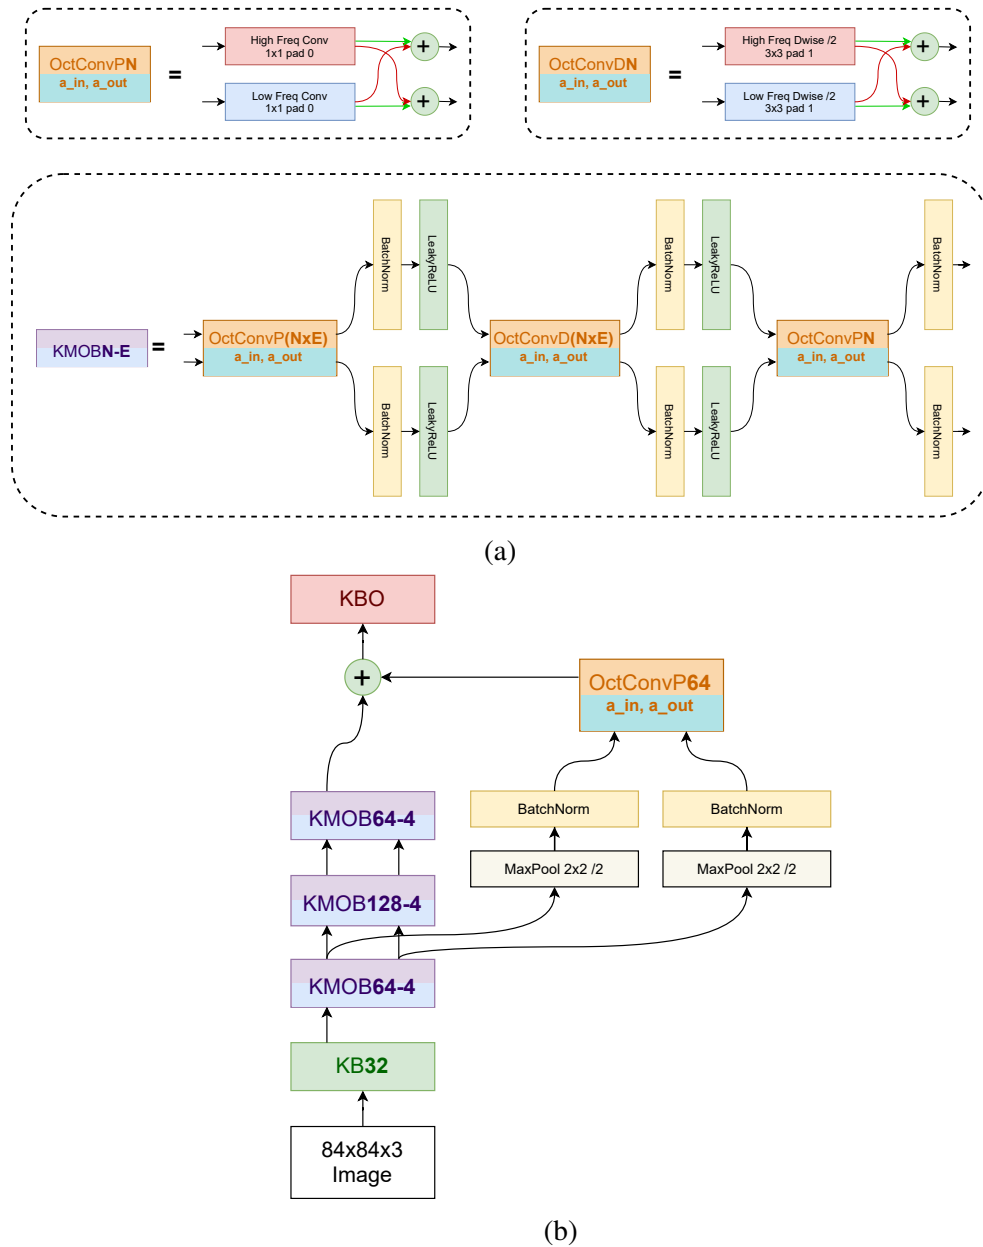 OctConvPN
a_in, a_out
=
High Freq Conv
1x1 pad 0
Low Freq Conv
1x1 pad 0
+
+
OctConvDN
a_in, a_out
=
High Freq Dwise /2
3x3 pad 1
Low Freq Dwise /2
3x3 pad 1
+
+
KMOBN-E
=
OctConvP(NxE)
a_in, a_out
BatchNorm
LeakyReLU
BatchNorm
LeakyReLU
OctConvD(NxE)
a_in, a_out
BatchNorm
LeakyReLU
BatchNorm
LeakyReLU
OctConvPN
a_in, a_out
BatchNorm
BatchNorm
(a)
KBO
+
OctConvP64
a_in, a_out
KMOB64-4
BatchNorm
BatchNorm
MaxPool 2x2 /2
MaxPool 2x2 /2
KMOB128-4
KMOB64-4
KB32
84x84x3
Image
(b)